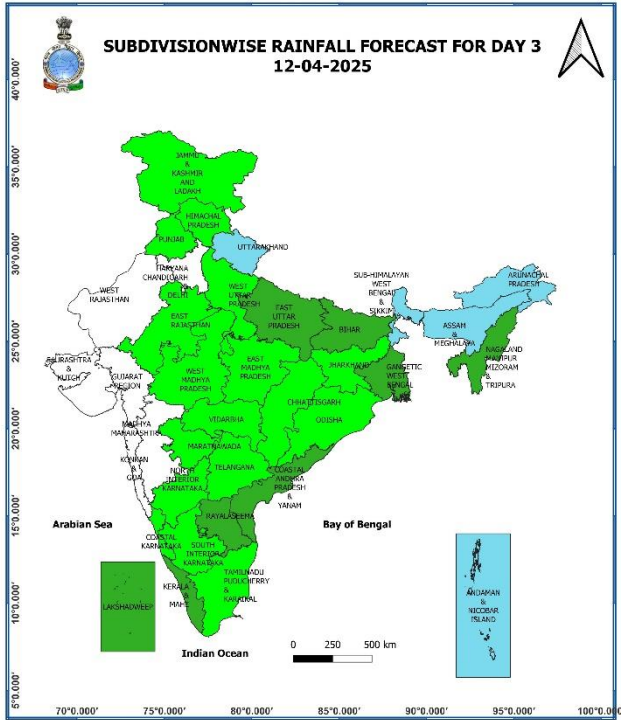 SUBDIVISIONWISE RAINFALL FORECAST FOR DAY 3
12-04-2025
40°0.000'
35°0.000'
30°0.000'
25°0.000'
20°0.000'
15°0.000'
10°0.000'
5°0.000'
JAMMU
&
KASHMIR
AND
LADAKH
HIMACHAL
PRADESH
PUNJAB
UTTARAKHAND
HARYANA
CHANDIGARH
&
DELHI
WEST
RAJASTHAN
WEST
UTTAR
PRADESH
EAST
RAJASTHAN
EAST
UTTAR
PRADESH
BIHAR
SUB-HIMALAYAN
WEST
BENGAL
&
SIKKIM
ARUNACHAL
PRADESH
ASSAM
&
MEGHALAYA
NAGALAND
MANIPUR
MIZORAM
&
TRIPURA
SAURASHTRA
&
KUTCH
GUJARAT
REGION
WEST
MADHYA
PRADESH
EAST
MADHYA
PRADESH
JHARKHAND
GANGETIC
WEST
BENGAL
CHHATTISGARH
ODISHA
VIDARBHA
MADHYA
MAHARASHTRA
MARATHWADA
KONKAN
&
GOA
TELANGANA
NORTH
INTERIOR
KARNATAKA
COASTAL
ANDHRA
PRADESH
&
YANAM
RAYALASEEMA
Arabian Sea
Bay of Bengal
COASTAL
KARNATAKA
SOUTH
INTERIOR
KARNATAKA
TAMILNADU
PUDUCHERRY
&
KARAIKAL
KERALA
&
MAHE
LAKSHADWEEP
ANDAMAN
&
NICOBAR
ISLAND
Indian Ocean
0 250 500 km
70°0.000' 75°0.000' 80°0.000' 85°0.000' 90°0.000' 95°0.000' 100°0.000'